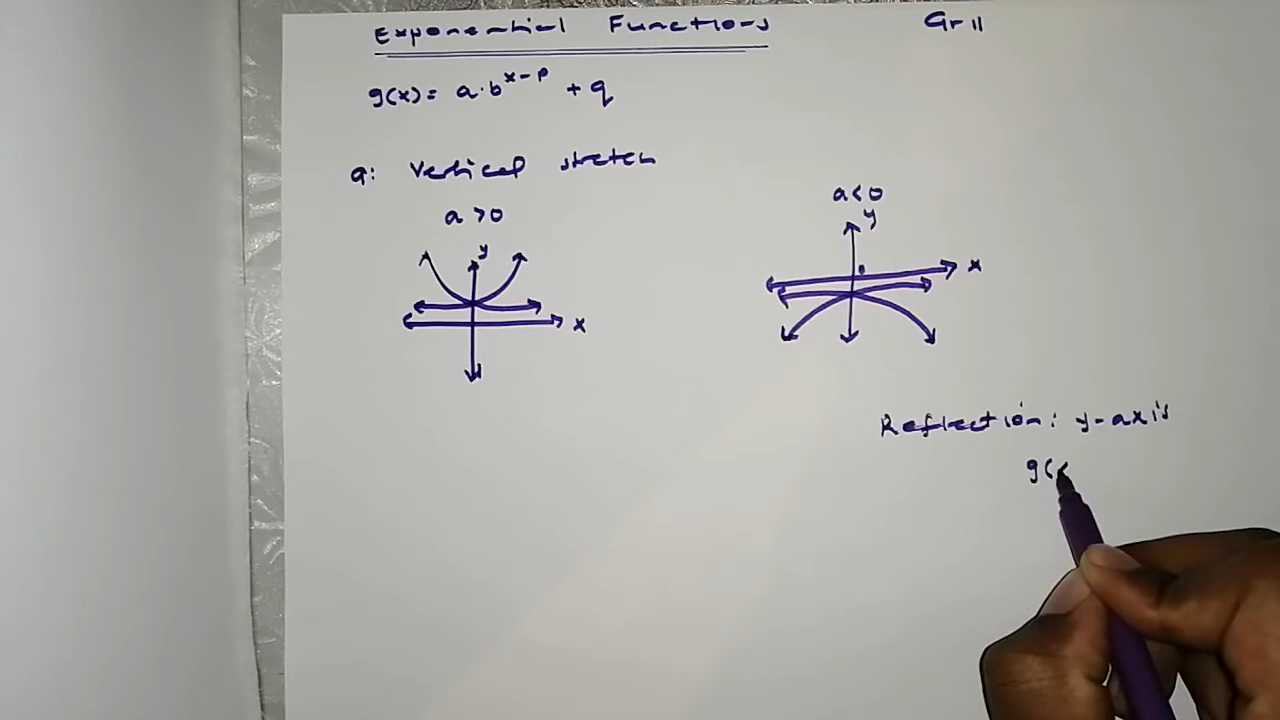 Exponential Functions Gr 11
g(x) = a.b^(x-p) + q
a: Vertical stretch
a > 0
a < 0
y
x
y
x
Reflection: y-axis
g(